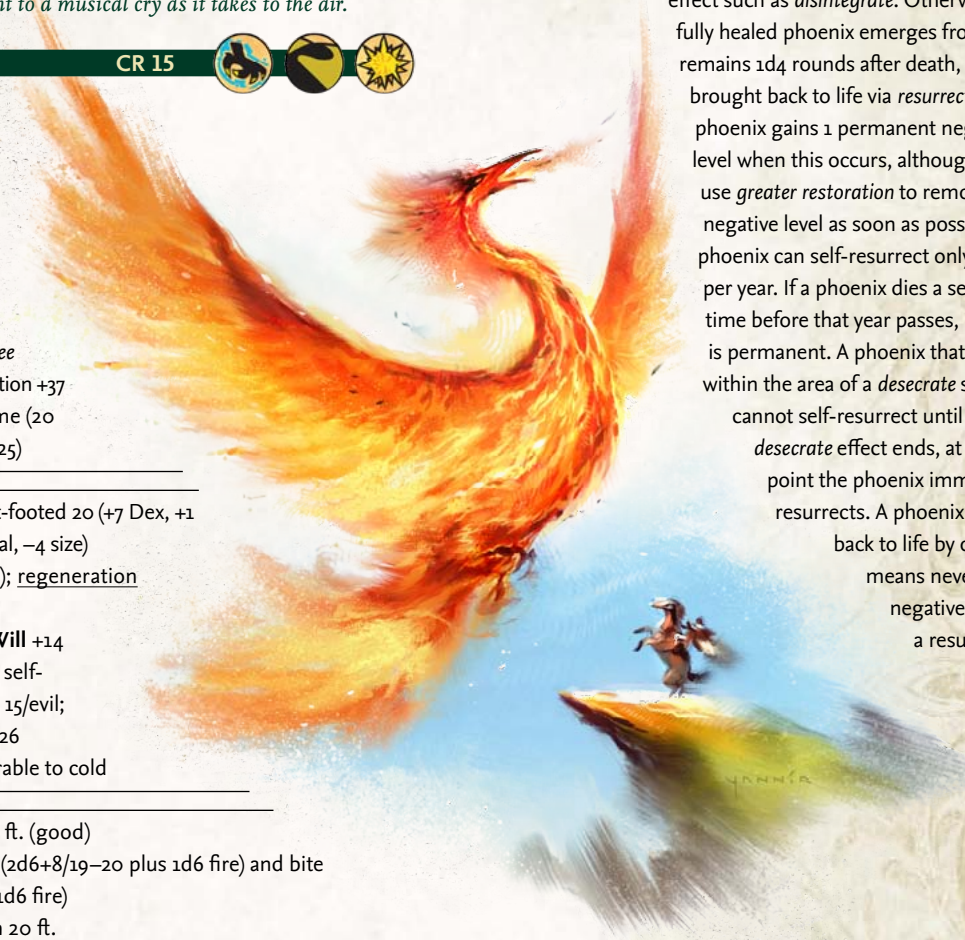 nt to a musical cry as it takes to the air.
CR 15
ee
tion +37
me (20
25)
t-footed 20 (+7 Dex, +1
al, –4 size)
); regeneration
Will +14
self-
15/evil;
26
rable to cold
ft. (good)
(2d6+8/19–20 plus 1d6 fire) and bite
1d6 fire)
20 ft.
effect such as disintegrate. Otherw
fully healed phoenix emerges fro
remains 1d4 rounds after death,
brought back to life via resurrec
phoenix gains 1 permanent neg
level when this occurs, althoug
use greater restoration to remo
negative level as soon as poss
phoenix can self-resurrect only
per year. If a phoenix dies a se
time before that year passes,
is permanent. A phoenix that
within the area of a desecrate s
cannot self-resurrect until
desecrate effect ends, at
point the phoenix imm
resurrects. A phoenix
back to life by o
means neve
negative
a resu